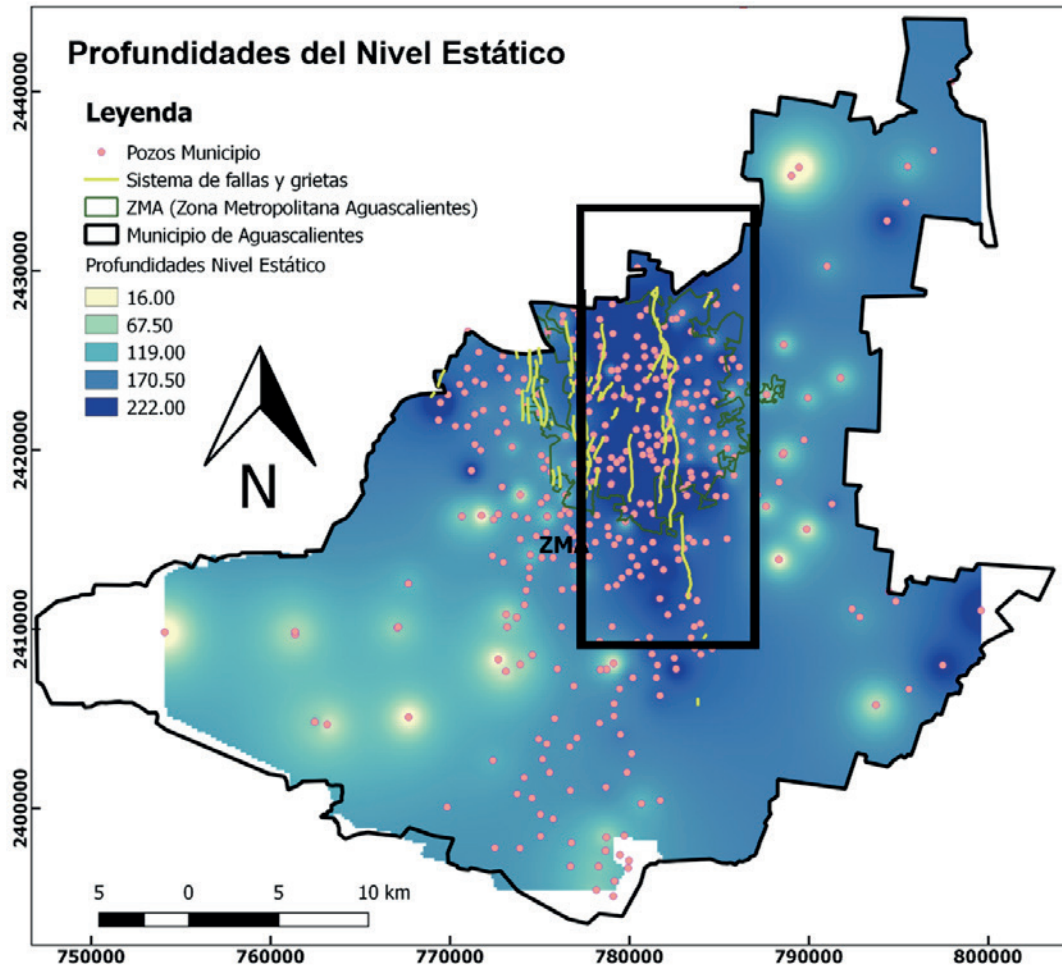 Profundidades del Nivel Estático
Leyenda
Pozos Municipio
Sistema de fallas y grietas
ZMA (Zona Metropolitana Aguascalientes)
Municipio de Aguascalientes
Profundidades Nivel Estático
16.00
67.50
119.00
170.50
222.00
N
ZMA
5 0 5 10 km
2440000
2430000
2420000
2410000
2400000
750000 760000 770000 780000 790000 800000